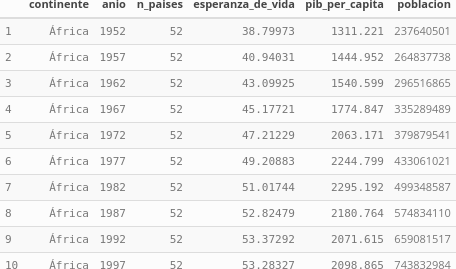 continente anio n_paises esperanza_de_vida pib_per_capita poblacion
1 África 1952 52 38.79973 1311.221 237640501
2 África 1957 52 40.94031 1444.952 264837738
3 África 1962 52 43.09925 1540.599 296516865
4 África 1967 52 45.17721 1774.847 335289489
5 África 1972 52 47.21229 2063.171 379879541
6 África 1977 52 49.20883 2244.799 433061021
7 África 1982 52 51.01744 2295.192 499348587
8 África 1987 52 52.82479 2180.764 574834110
9 África 1992 52 53.37292 2071.615 659081517
10 África 1997 52 53.28327 2098.865 743832984